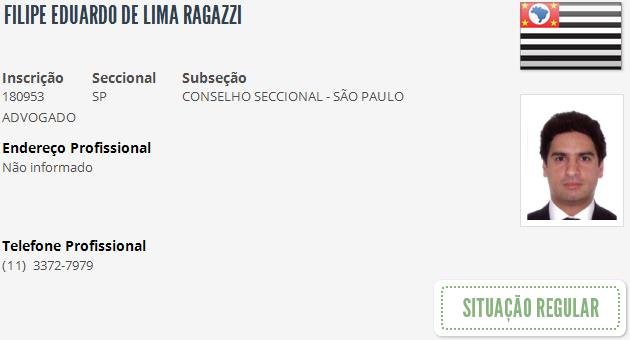 FILIPE EDUARDO DE LIMA RAGAZZI
Inscrição Seccional Subseção
180953 SP CONSELHO SECCIONAL - SÃO PAULO
ADVOGADO
Endereço Profissional
Não informado
Telefone Profissional
(11) 3372-7979
SITUAÇÃO REGULAR